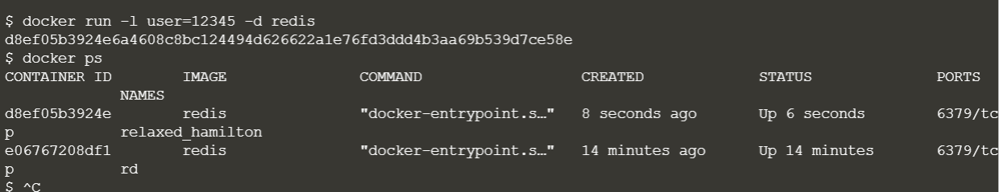 $ docker run -l user=12345 -d redis
d8ef05b3924e6a4608c8bc124494d626622a1e76fd3ddd4b3aa69b539d7ce58e
$ docker ps
CONTAINER ID        IMAGE               COMMAND                  CREATED             STATUS              PORTS
             NAMES
d8ef05b3924e        redis               "docker-entrypoint.s…"   8 seconds ago       Up 6 seconds        6379/tc
p            relaxed_hamilton
e06767208df1        redis               "docker-entrypoint.s…"   14 minutes ago      Up 14 minutes       6379/tc
p            rd
$ ^C